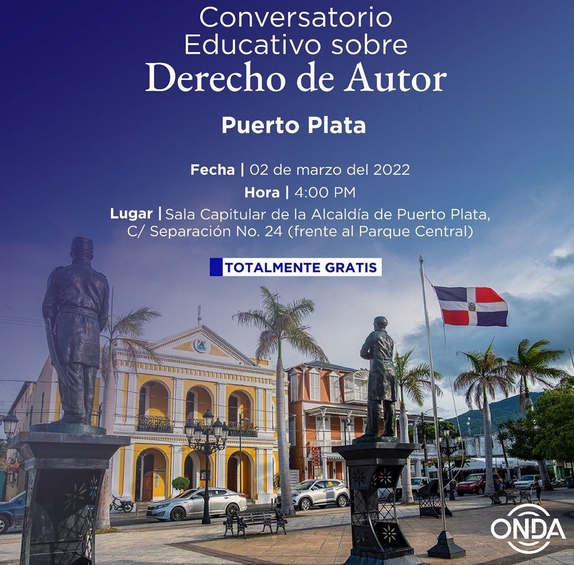 Conversatorio
Educativo sobre
Derecho de Autor
Puerto Plata
Fecha | 02 de marzo del 2022
Hora | 4:00 PM
Lugar | Sala Capitular de la Alcaldía de Puerto Plata,
C/ Separación No. 24 (frente al Parque Central)
TOTALMENTE GRATIS
ONDA